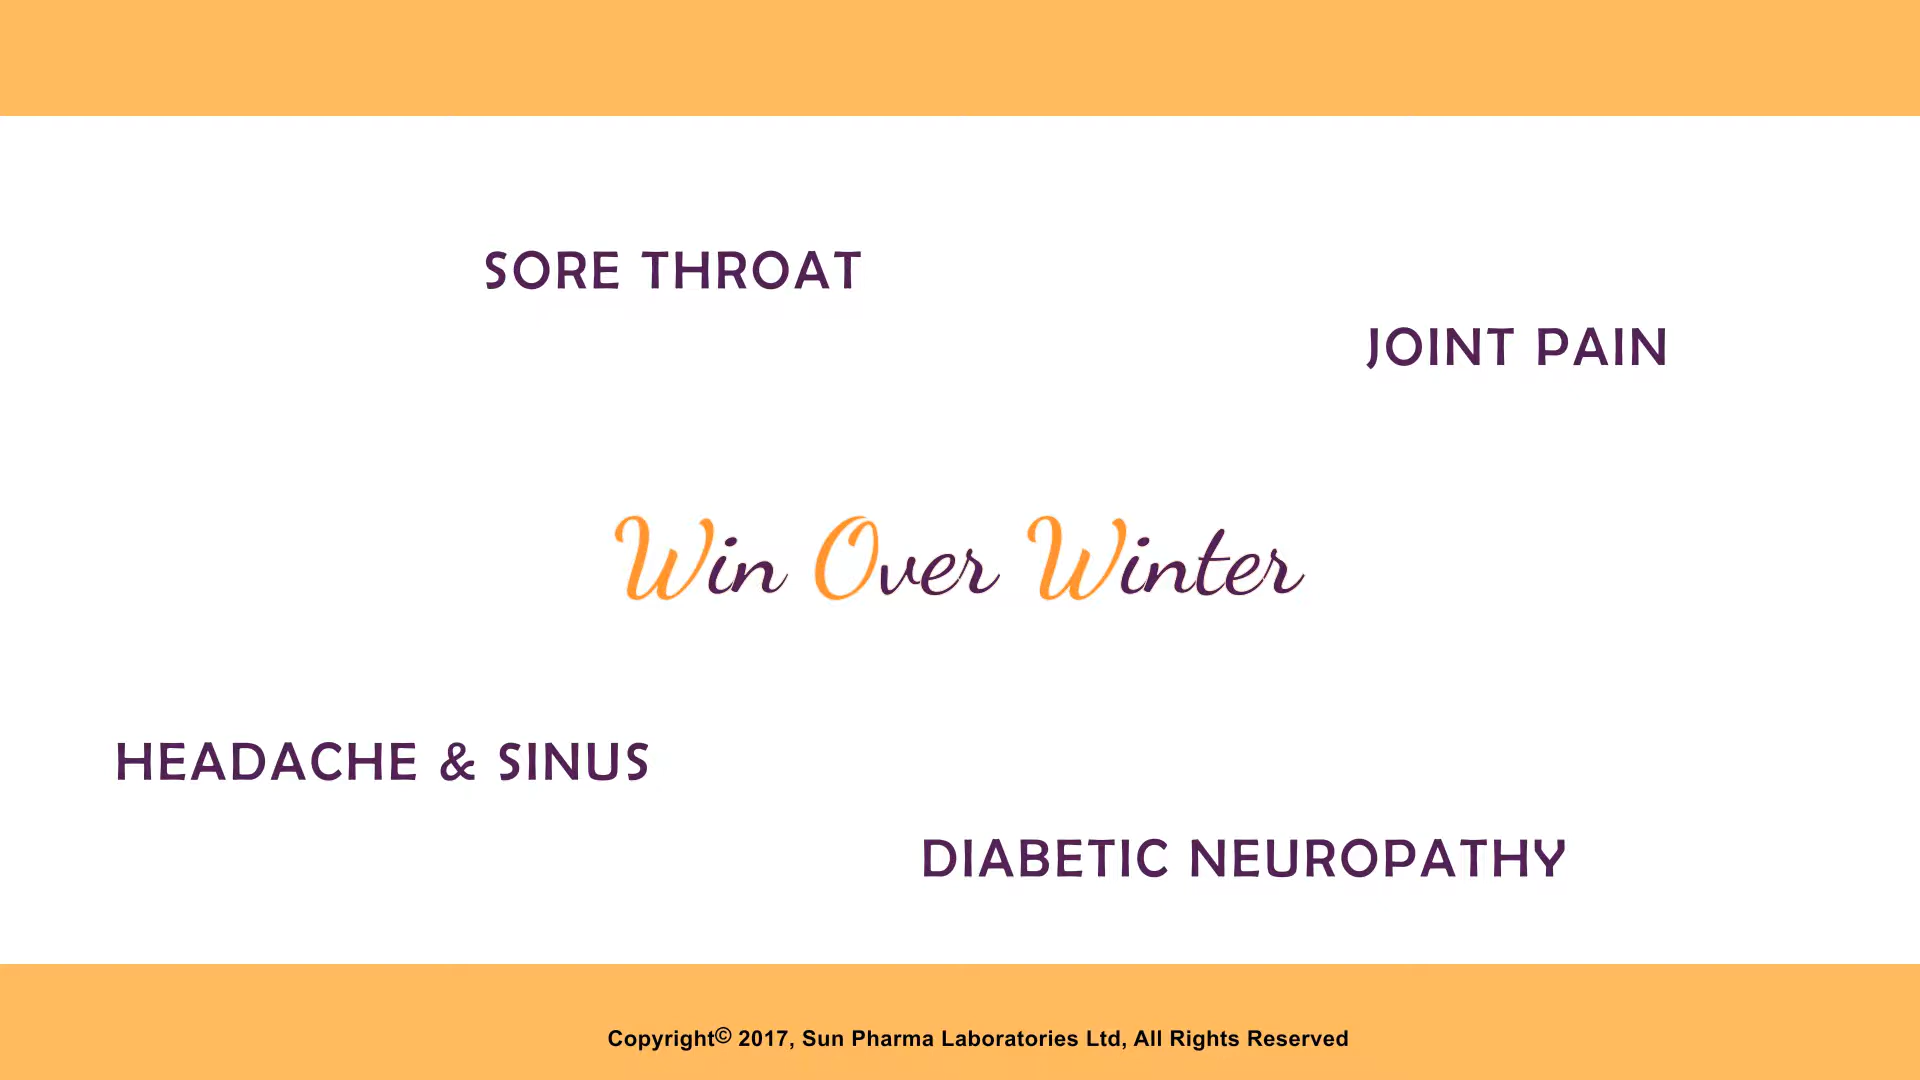 SORE THROAT
JOINT PAIN
Win Over Winter
HEADACHE & SINUS
DIABETIC NEUROPATHY
Copyright© 2017, Sun Pharma Laboratories Ltd, All Rights Reserved